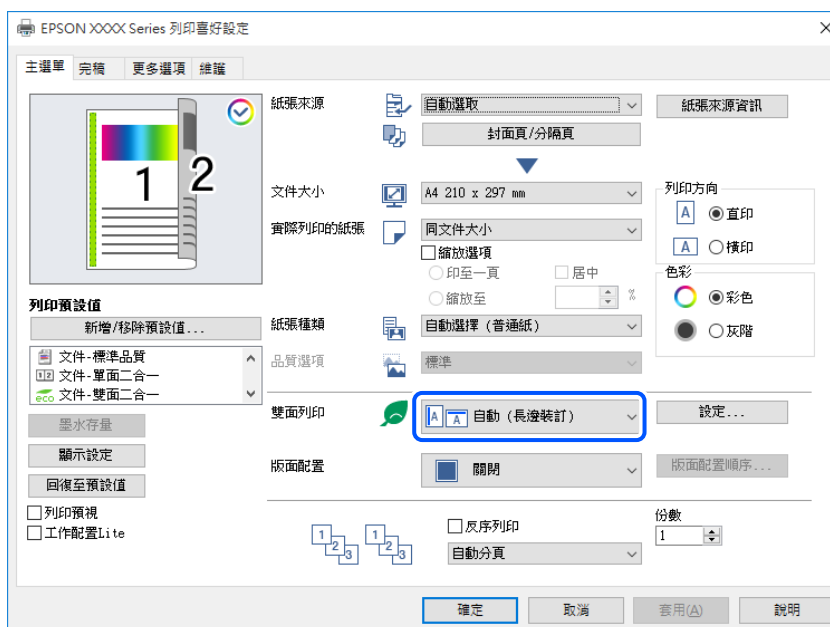 EPSON XXXX Series 列印喜好設定
主選單 完稿 更多選項 維護
1 2
紙張來源 自動選取 紙張來源資訊
封面頁/分隔頁
文件大小 A4 210 x 297 mm
實際列印的紙張 同文件大小
縮放選項
印至一頁 居中
縮放至 %
列印方向
A 直印
A 橫印
色彩
彩色
灰階
列印預設值
新增/移除預設值...
文件-標準品質
12 文件-單面二合一
eco 文件-雙面二合一
紙張種類 自動選擇 (普通紙)
品質選項 標準
墨水存量
顯示設定
回復至預設值
列印預視
工作配置Lite
雙面列印 A A 自動 (長邊裝訂) 設定...
版面配置 關閉 版面配置順序...
1 2 3 1 2 3
反序列印
自動分頁
份數
1
確定 取消 套用(A) 說明